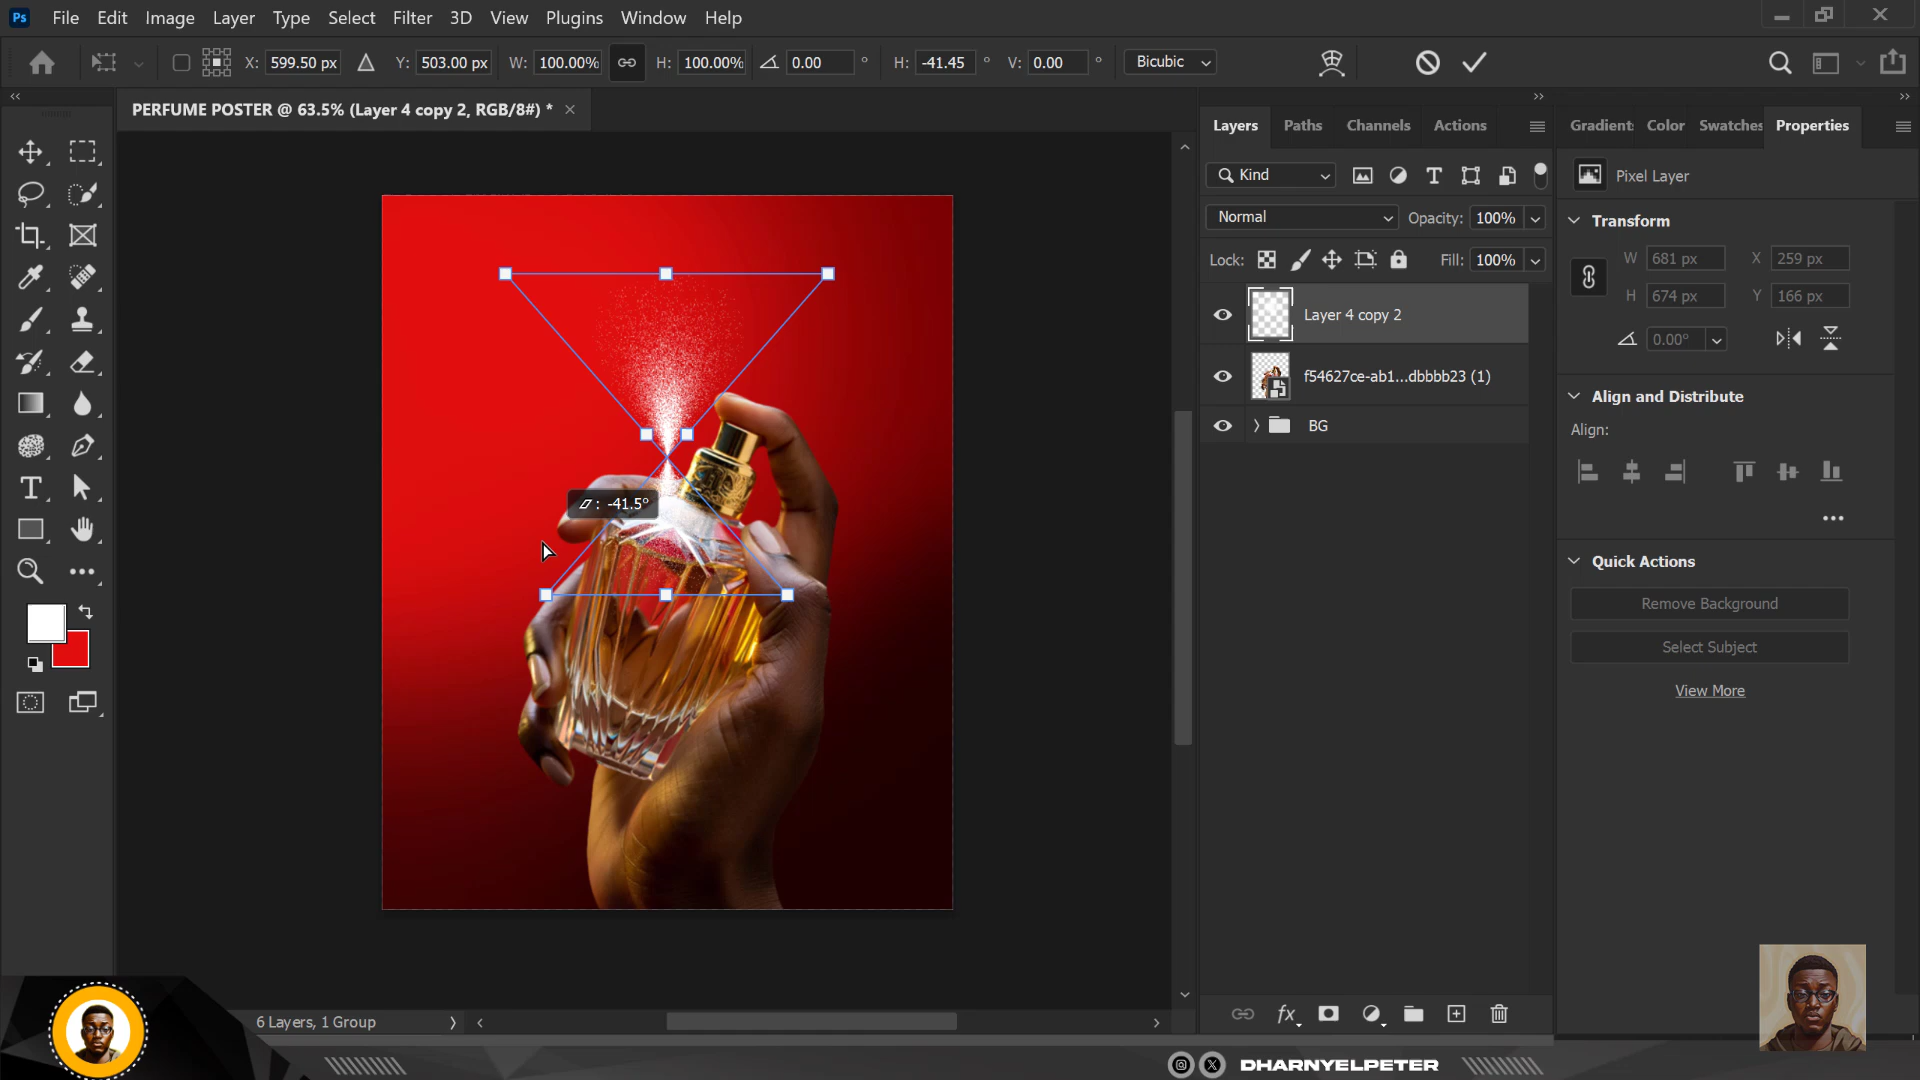 Ps File Edit Image Layer Type Select Filter 3D View Plugins Window Help
X: 599.50 px Y: 503.00 px W: 100.00% H: 100.00% 0.00 ° H: -41.45 ° V: 0.00 ° Bicubic
PERFUME POSTER @ 63.5% (Layer 4 copy 2, RGB/8#) * ×
Layers Paths Channels Actions
Kind
Normal Opacity: 100%
Lock: Fill: 100%
Layer 4 copy 2
f54627ce-ab1...dbbbb23 (1)
BG
Gradient Color Swatches Properties
Pixel Layer
Transform
W 681 px X 259 px
H 674 px Y 166 px
0.00°
Align and Distribute
Align:
Quick Actions
Remove Background
Select Subject
View More
: -41.5°
6 Layers, 1 Group
DHARNYELPETER